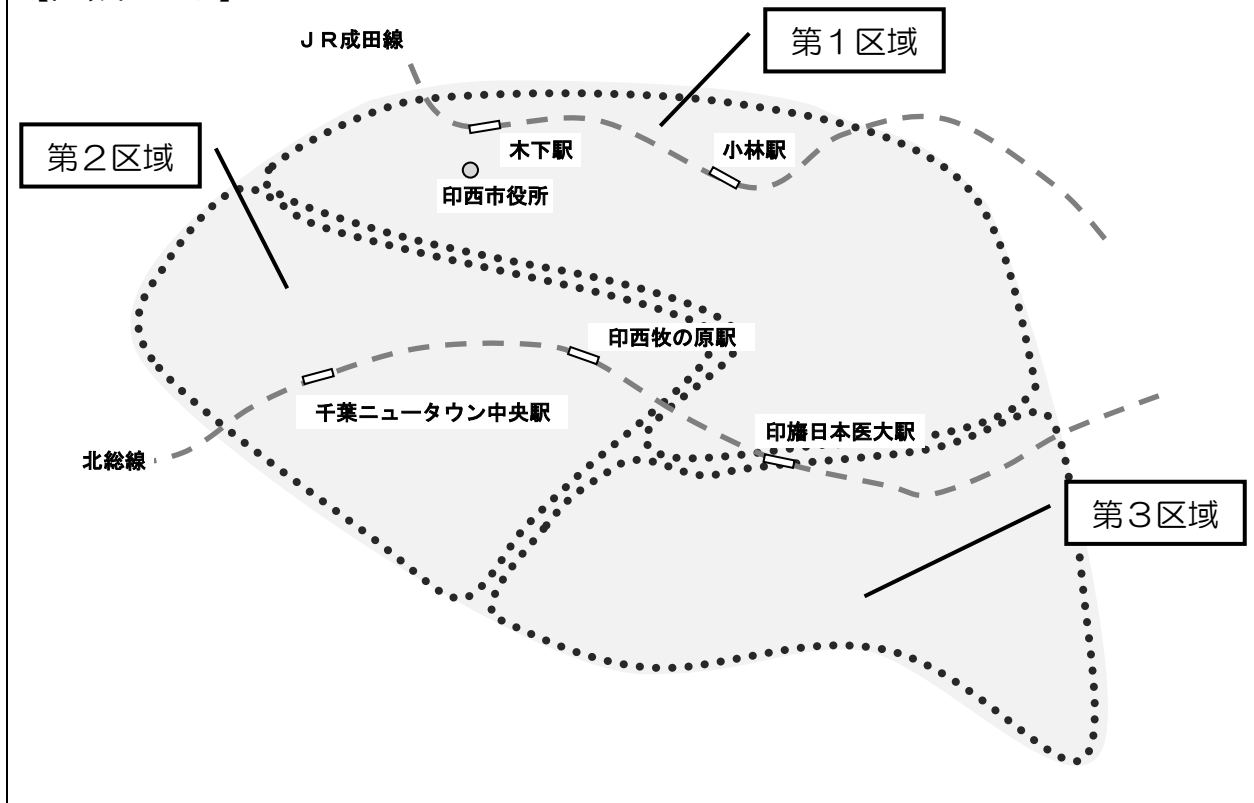 JR成田線
第1区域
第2区域
木下駅
小林駅
印西市役所
印西牧の原駅
千葉ニュータウン中央駅
印旛日本医大駅
北総線
第3区域